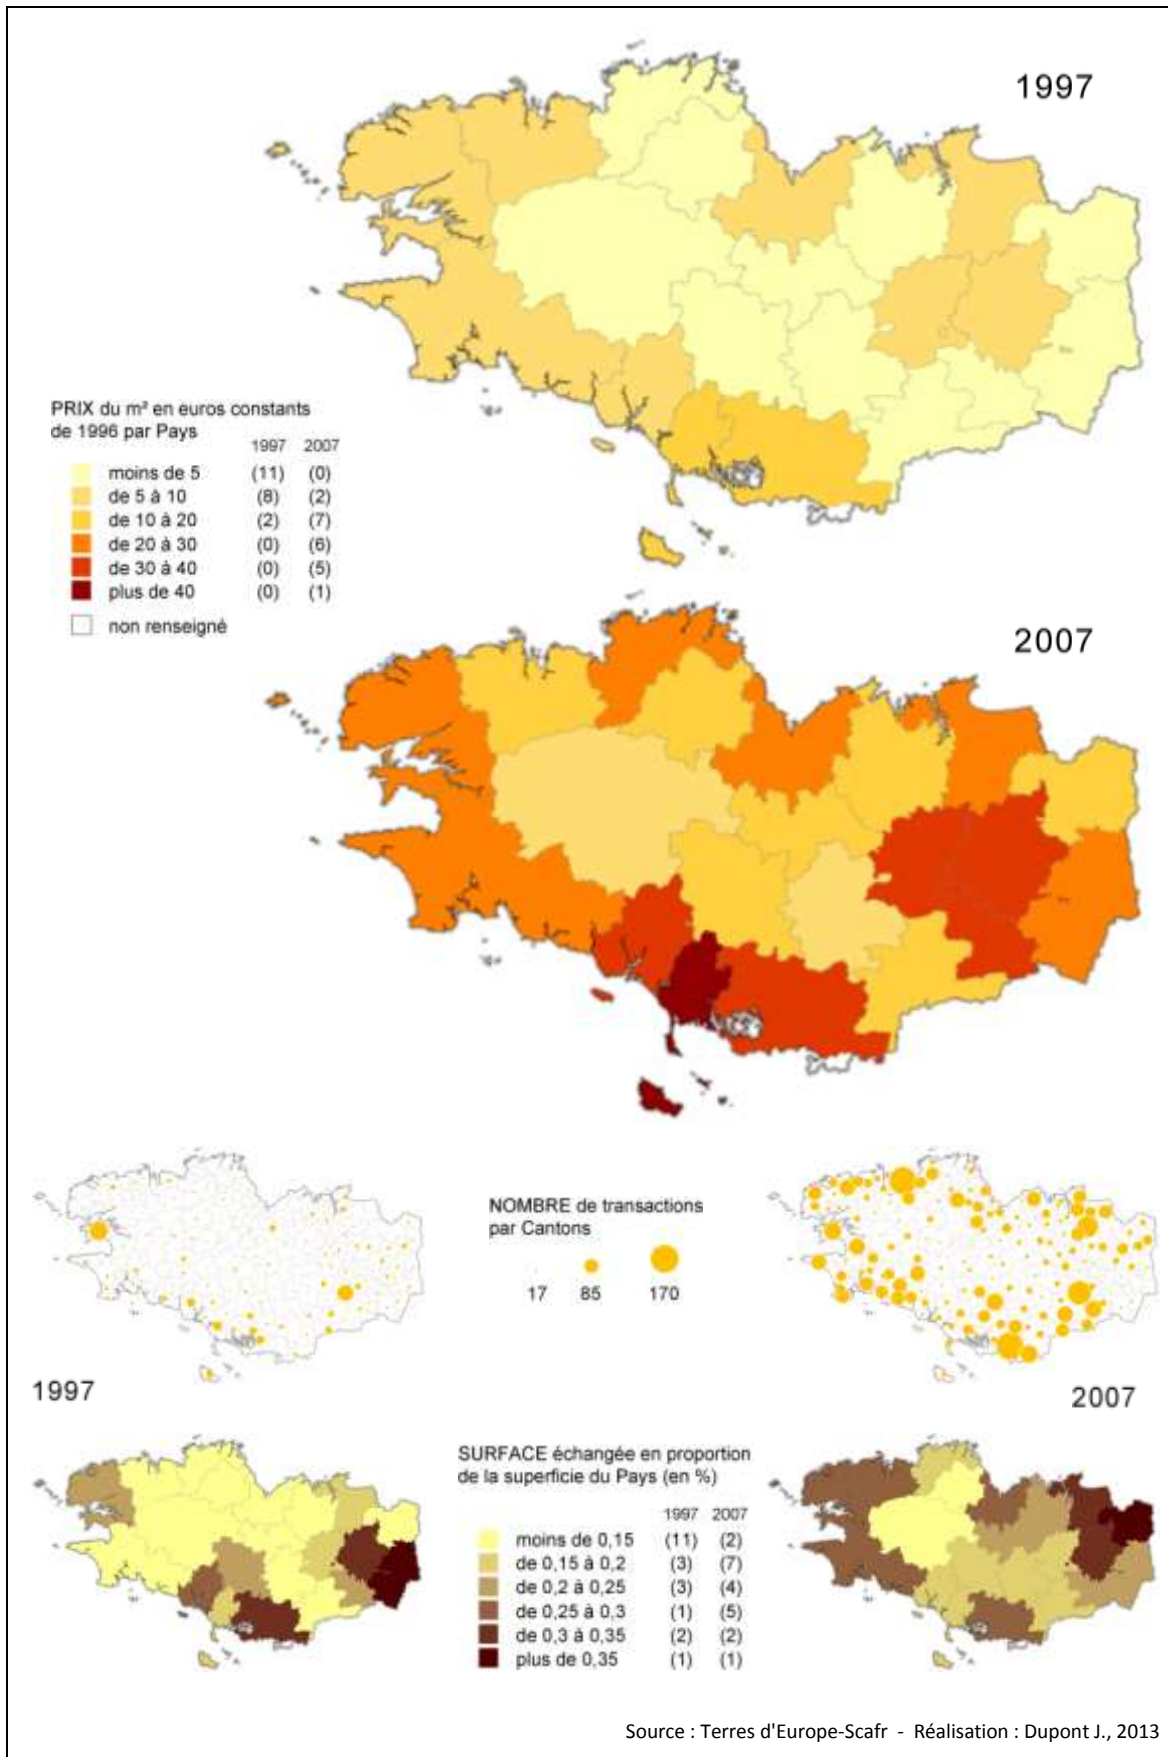 1997
PRIX du m² en euros constants
de 1996 par Pays
1997 2007
moins de 5 (11) (0)
de 5 à 10 (8) (2)
de 10 à 20 (2) (7)
de 20 à 30 (0) (6)
de 30 à 40 (0) (5)
plus de 40 (0) (1)
non renseigné
2007
NOMBRE de transactions
par Cantons
17 85 170
1997
2007
SURFACE échangée en proportion
de la superficie du Pays (en %)
1997 2007
moins de 0,15 (11) (2)
de 0,15 à 0,2 (3) (7)
de 0,2 à 0,25 (3) (4)
de 0,25 à 0,3 (1) (5)
de 0,3 à 0,35 (2) (2)
plus de 0,35 (1) (1)
Source : Terres d'Europe-Scafr - Réalisation : Dupont J., 2013